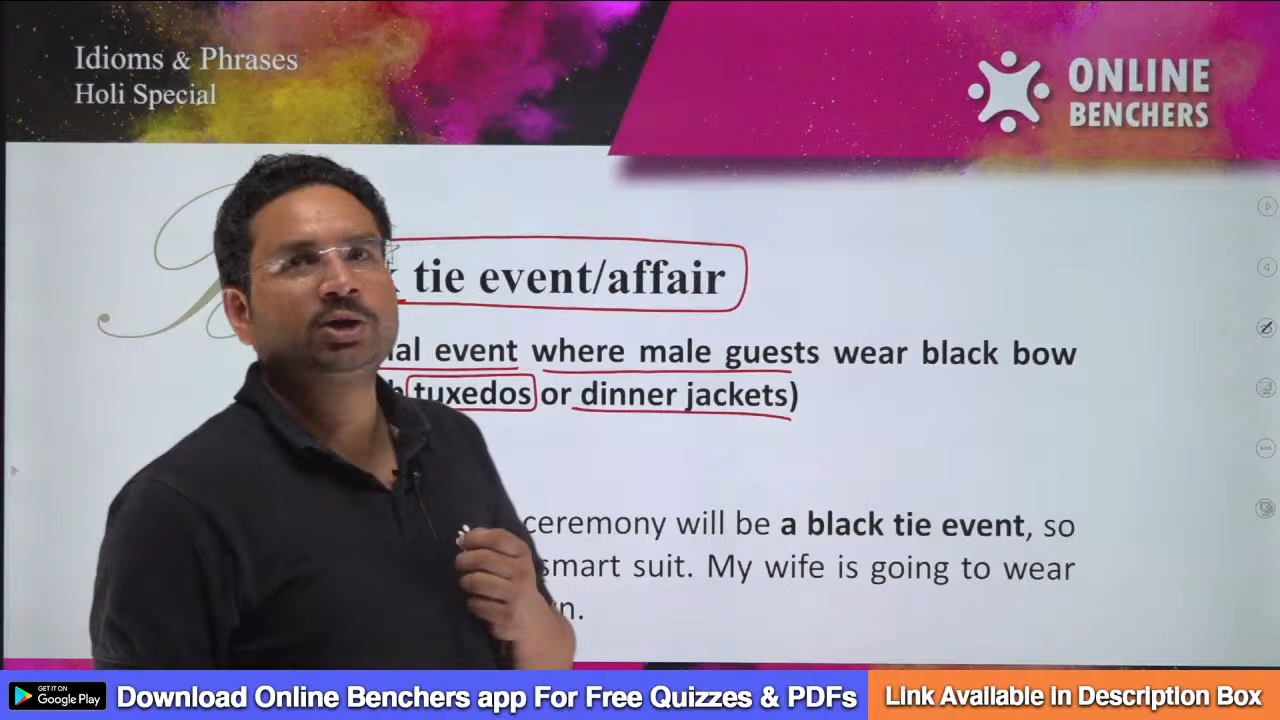 Idioms & Phrases
Holi Special
ONLINE
BENCHERS
tie event/affair
event where male guests wear black bow
tuxedos or dinner jackets)
ceremony will be a black tie event, so
smart suit. My wife is going to wear
GET IT ON
Google Play
Download Online Benchers app For Free Quizzes & PDFs
Link Available In Description Box